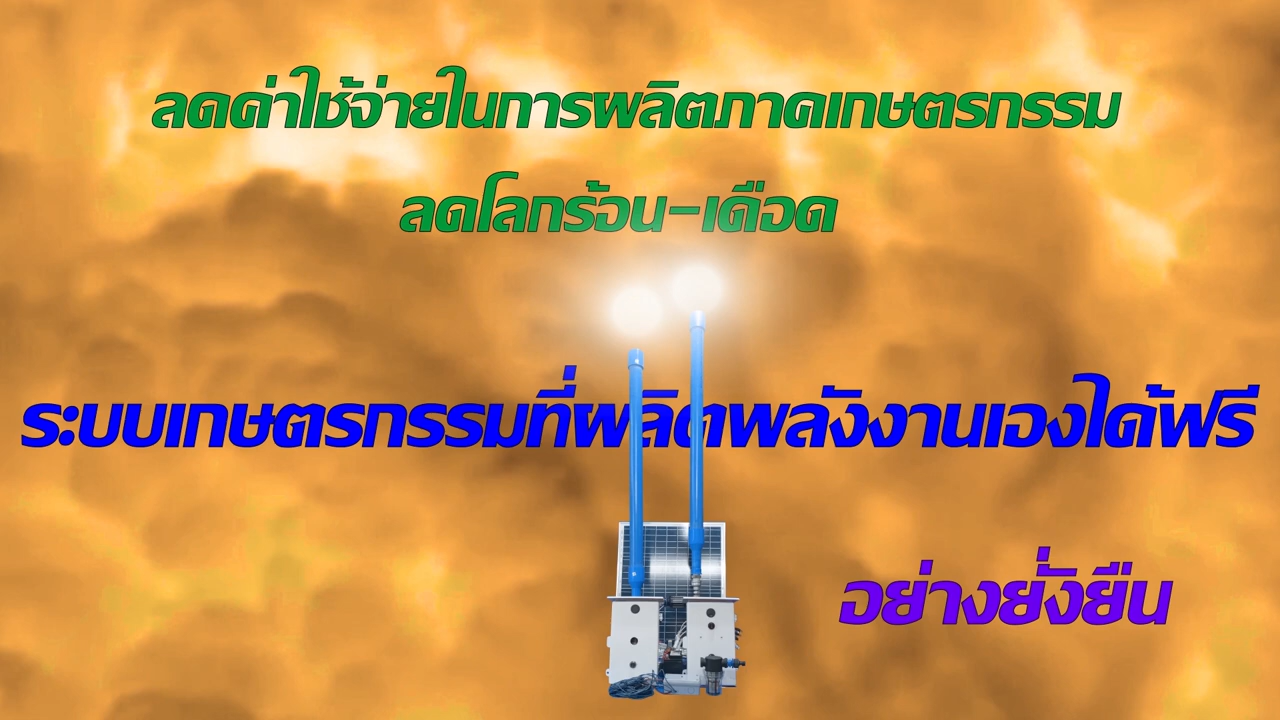 ลดค่าใช้จ่ายในการผลิตภาคเกษตรกรรม
ลดโลกร้อน-เดือด
ระบบเกษตรกรรมที่ผลิตพลังงานเองได้ฟรี
อย่างยั่งยืน